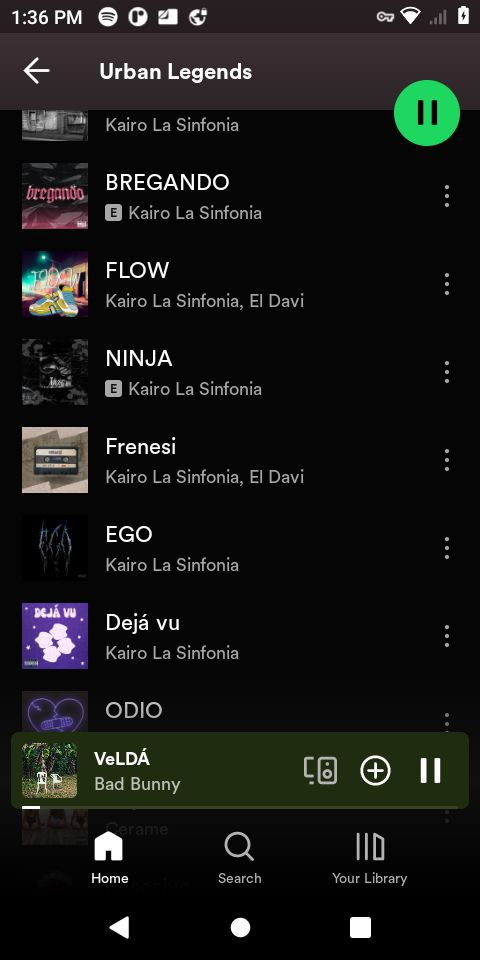 1:36 PM
Urban Legends
Kairo La Sinfonia
bregando
BREGANDO
E Kairo La Sinfonia
FLOW
FLOW
Kairo La Sinfonia, El Davi
NINJA
E Kairo La Sinfonia
Frenesi
Kairo La Sinfonia, El Davi
EGO
Kairo La Sinfonia
DEJÁ VU
Dejá vu
Kairo La Sinfonia
ODIO
VeLDÁ
Bad Bunny
Cerame
Home
Search
Your Library